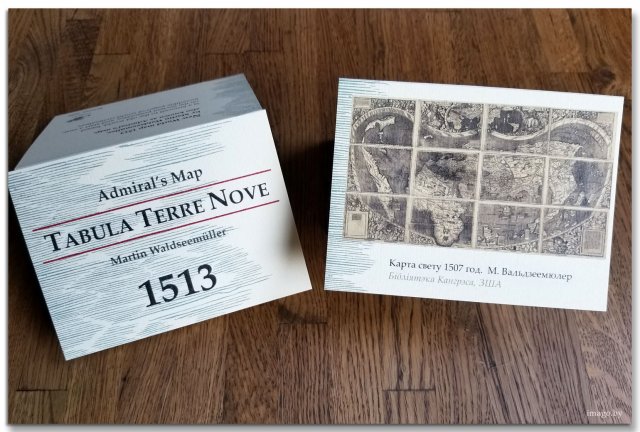 Admiral's Map
TABULA TERRE NOVE
Martin Waldseemüller
1513
Карта свету 1507 год. М. Вальдзеемюлер
Бібліятэка Кангрэса, ЗША
imago.by